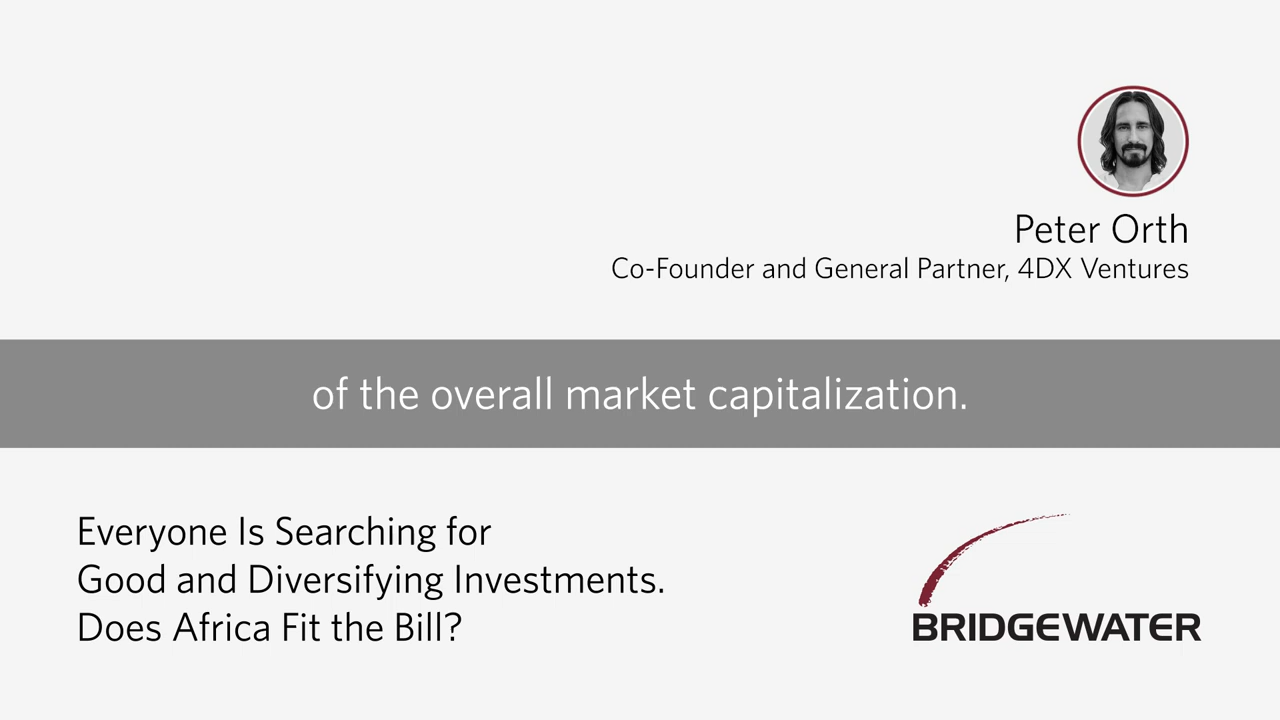 Peter Orth
Co-Founder and General Partner, 4DX Ventures
of the overall market capitalization.
Everyone Is Searching for
Good and Diversifying Investments.
Does Africa Fit the Bill?
BRIDGEWATER